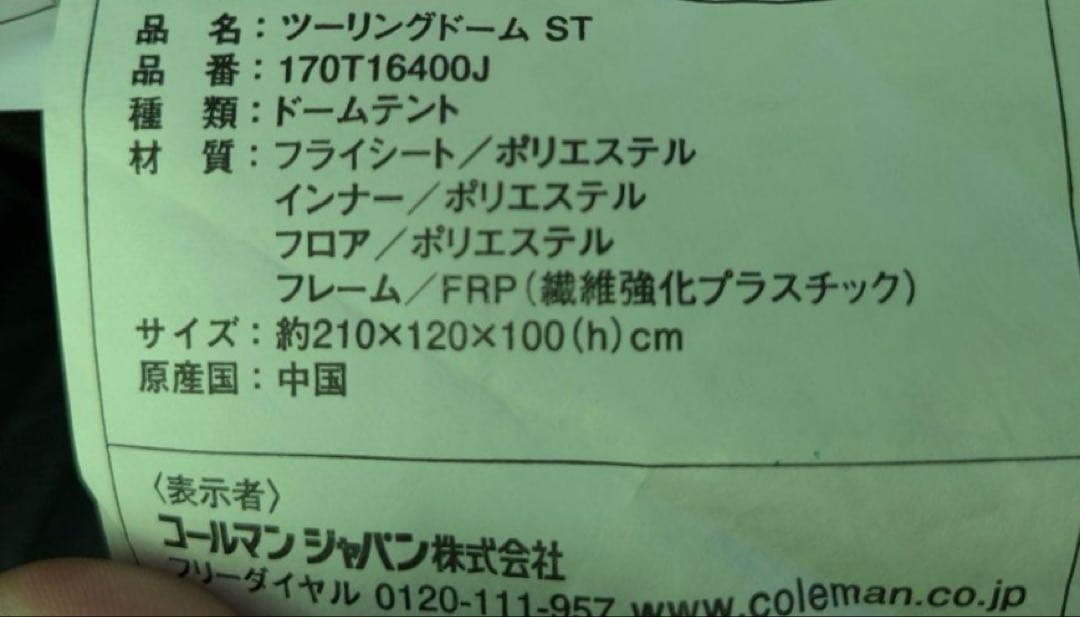 品　名：ツーリングドーム ST
品　番：170T16400J
種　類：ドームテント
材　質：フライシート／ポリエステル
インナー／ポリエステル
フロア／ポリエステル
フレーム／FRP（繊維強化プラスチック）
サイズ：約210×120×100(h)cm
原産国：中国
〈表示者〉
コールマン ジャパン株式会社
フリーダイヤル 0120-111-957 www.coleman.co.jp